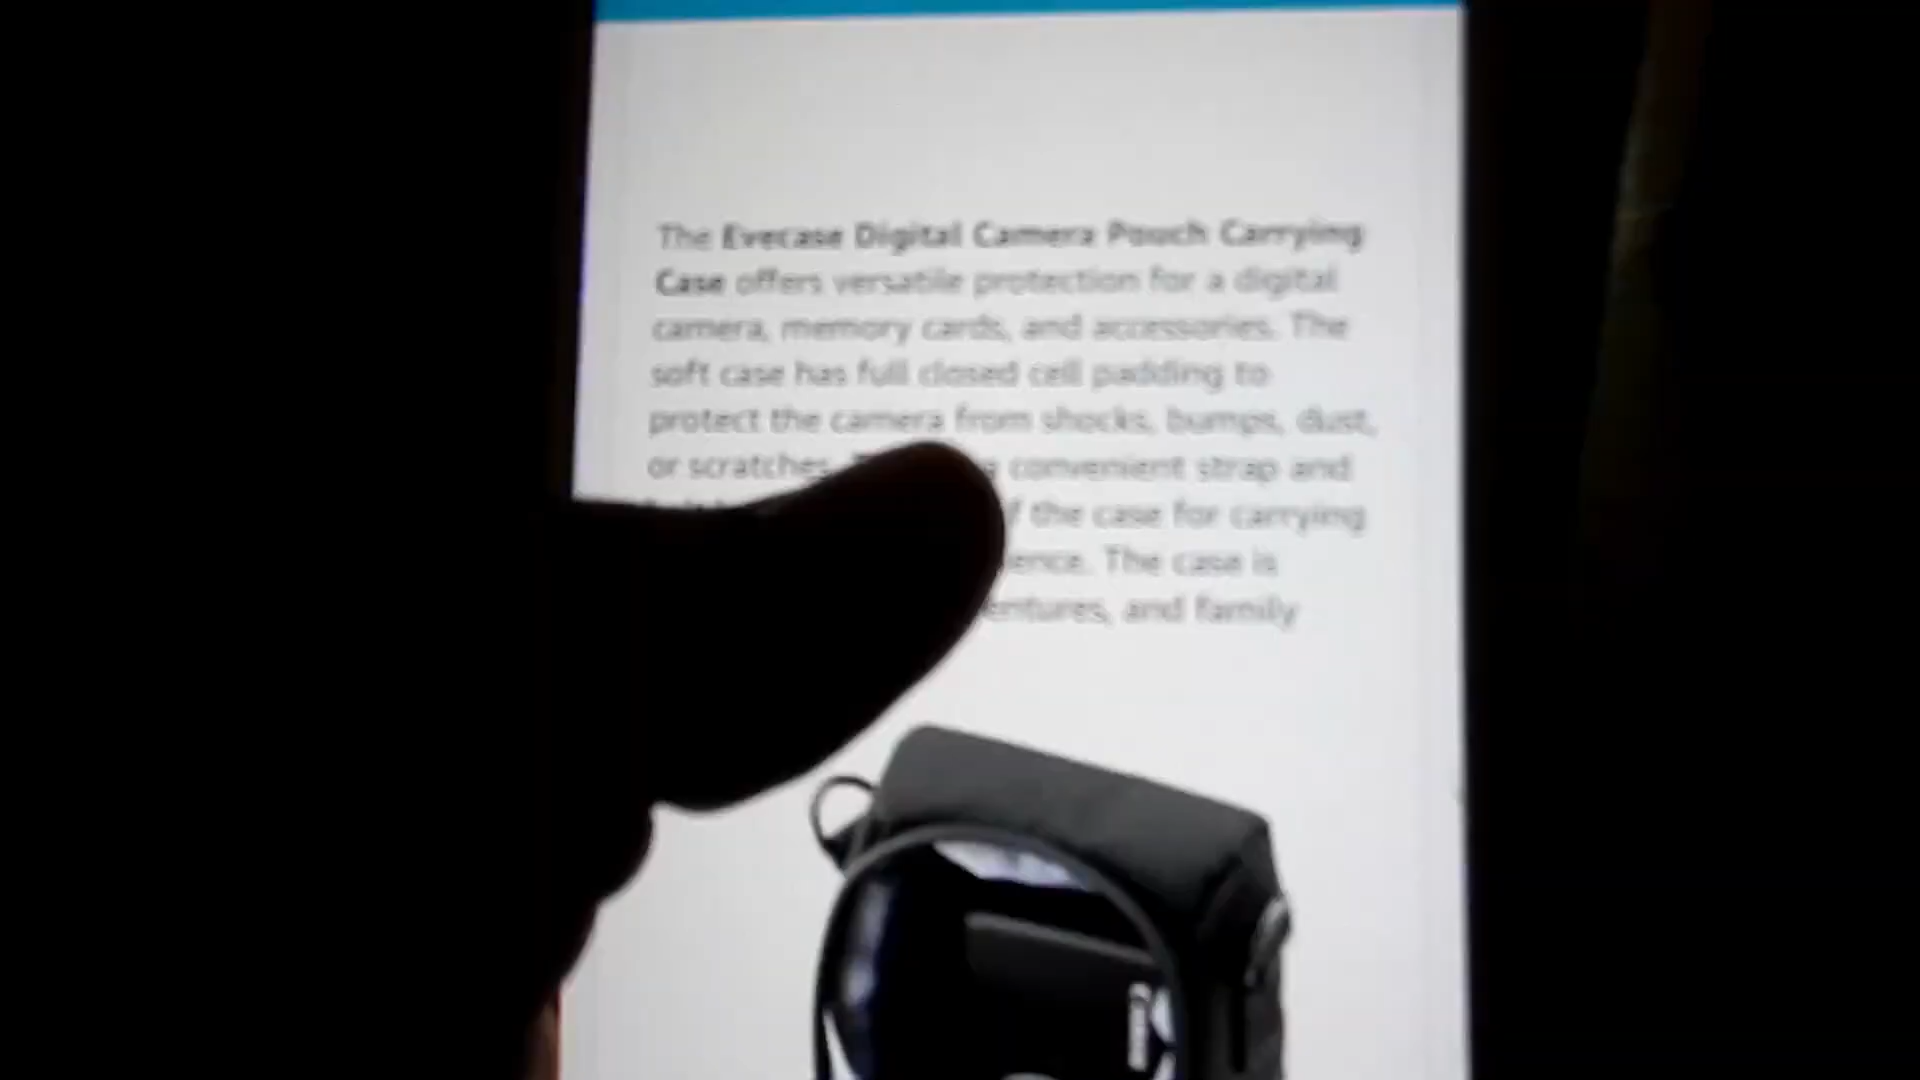 The Evecase Digital Camera Pouch Carrying
Case offers versatile protection for a digital
camera, memory cards, and accessories. The
soft case has full closed cell padding to
protect the camera from shocks, bumps, dust,
or scratches. convenient strap and
the case for carrying
The case is
and family